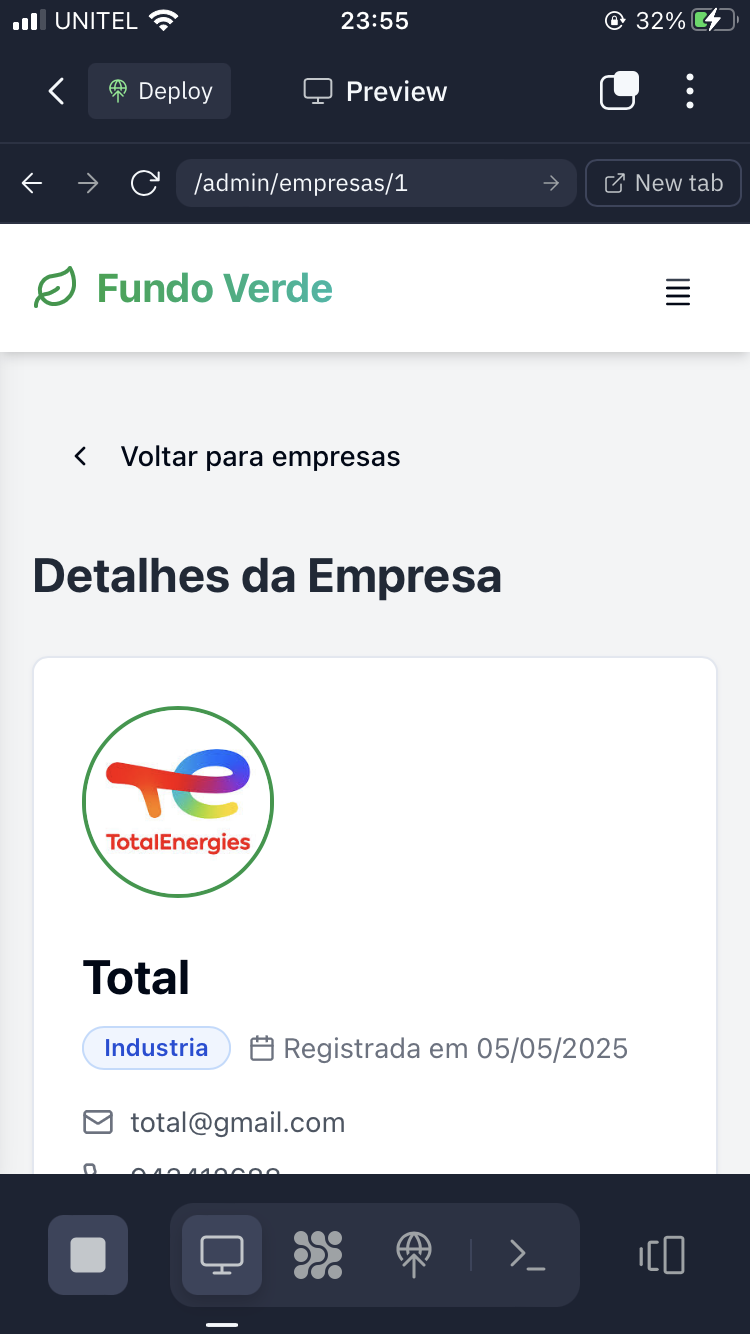 UNITEL 23:55 32%
Deploy Preview
/admin/empresas/1 New tab
Fundo Verde
Voltar para empresas
Detalhes da Empresa
TotalEnergies
Total
Industria Registrada em 05/05/2025
total@gmail.com